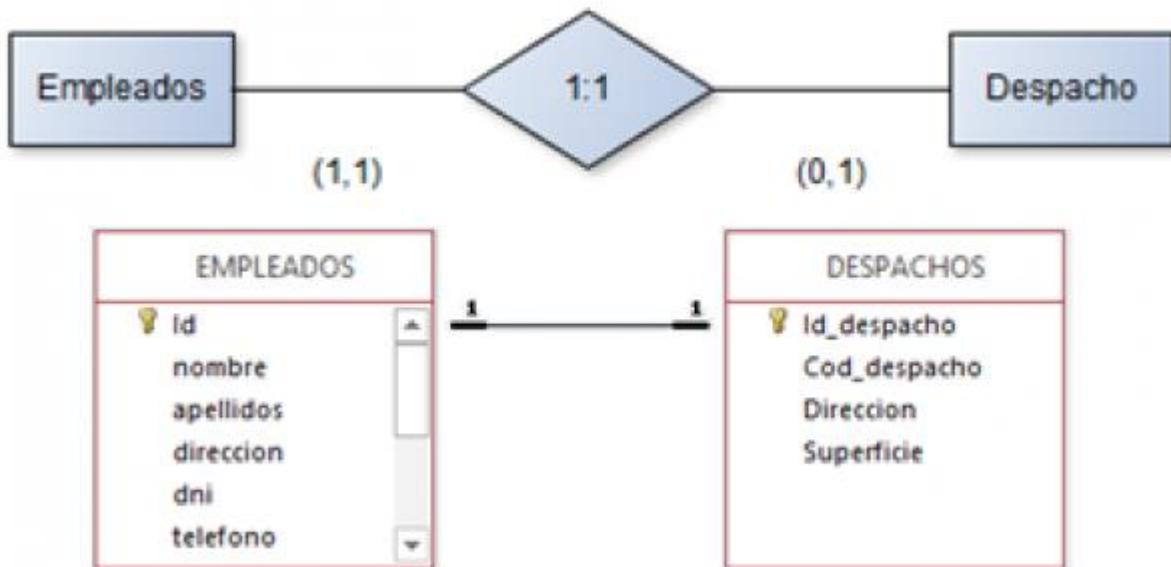 Empleados
1:1
Despacho
(1,1)
(0,1)
EMPLEADOS
Id
nombre
apellidos
direccion
dni
telefono
1
1
DESPACHOS
Id_despacho
Cod_despacho
Direccion
Superficie